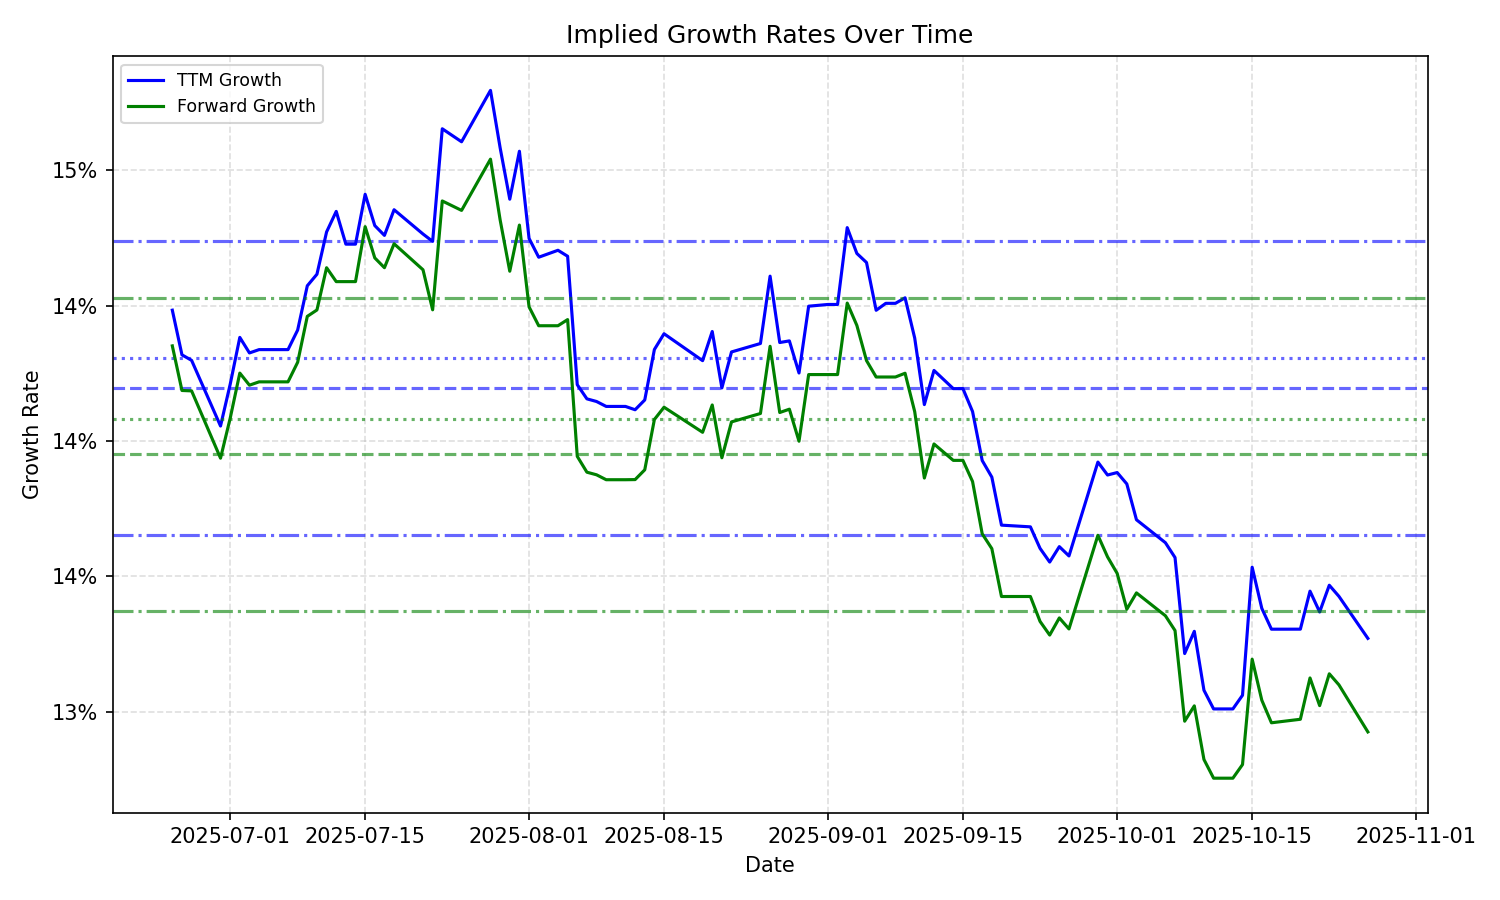 Implied Growth Rates Over Time
TTM Growth
Forward Growth
15%
14%
14%
14%
13%
Growth Rate
2025-07-01 2025-07-15 2025-08-01 2025-08-15 2025-09-01 2025-09-15 2025-10-01 2025-10-15 2025-11-01
Date